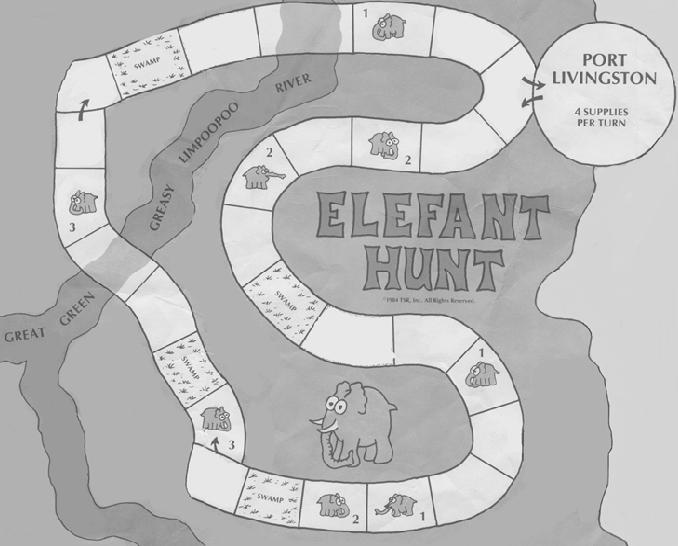 1
SWAMP
PORT
LIVINGSTON
4 SUPPLIES
PER TURN
GREAT GREEN GREASY LIMPOOPOO RIVER
2
2
3
ELEFANT
HUNT
©1984 TSR, Inc. All Rights Reserved.
SWAMP
SWAMP
1
3
SWAMP
2
1